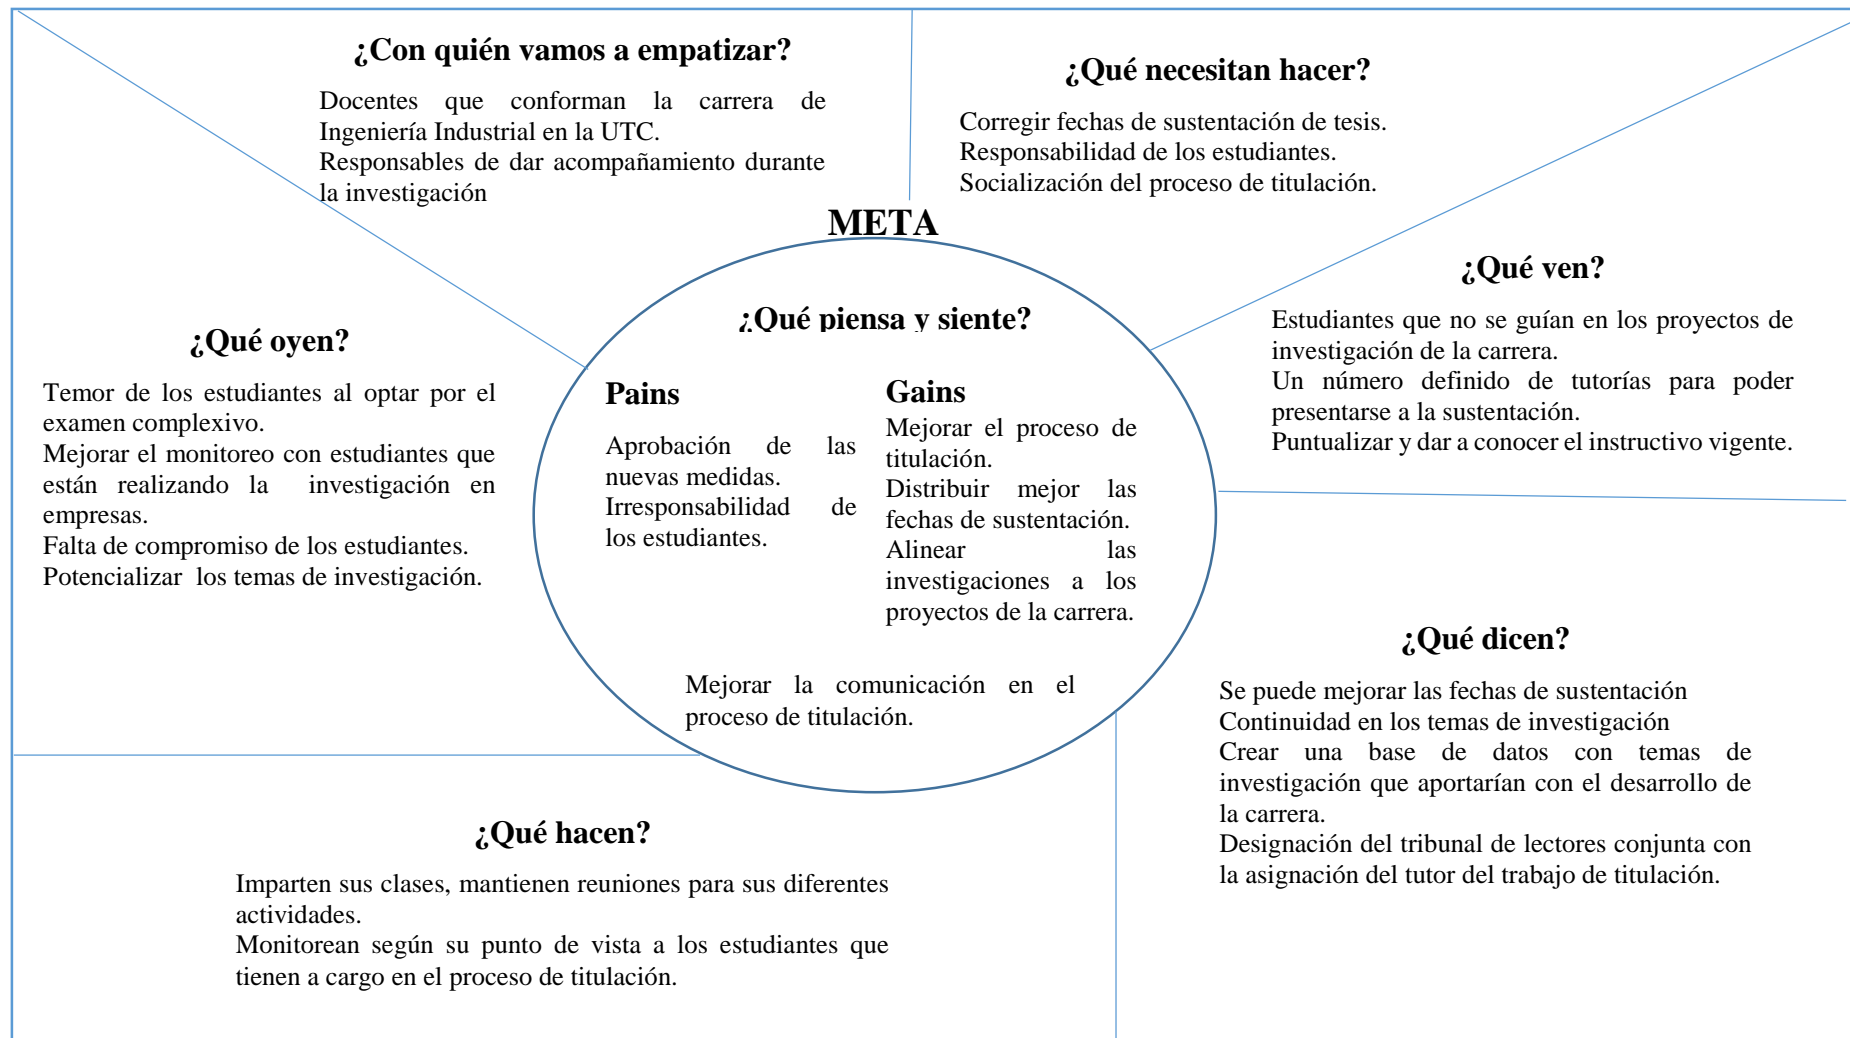 ¿Con quién vamos a empatizar?
Docentes que conforman la carrera de
Ingeniería Industrial en la UTC.
Responsables de dar acompañamiento durante
la investigación
¿Qué necesitan hacer?
Corregir fechas de sustentación de tesis.
Responsabilidad de los estudiantes.
Socialización del proceso de titulación.
META
¿Qué ven?
Estudiantes que no se guían en los proyectos de
investigación de la carrera.
Un número definido de tutorías para poder
presentarse a la sustentación.
Puntualizar y dar a conocer el instructivo vigente.
¿Qué oyen?
Temor de los estudiantes al optar por el
examen complexivo.
Mejorar el monitoreo con estudiantes que
están realizando la investigación en
empresas.
Falta de compromiso de los estudiantes.
Potencializar los temas de investigación.
¿Qué piensa y siente?
Pains
Aprobación de las
nuevas medidas.
Irresponsabilidad de
los estudiantes.
Gains
Mejorar el proceso de
titulación.
Distribuir mejor las
fechas de sustentación.
Alinear las
investigaciones a los
proyectos de la carrera.
Mejorar la comunicación en el
proceso de titulación.
¿Qué dicen?
Se puede mejorar las fechas de sustentación
Continuidad en los temas de investigación
Crear una base de datos con temas de
investigación que aportarían con el desarrollo de
la carrera.
Designación del tribunal de lectores conjunta con
la asignación del tutor del trabajo de titulación.
¿Qué hacen?
Imparten sus clases, mantienen reuniones para sus diferentes
actividades.
Monitorean según su punto de vista a los estudiantes que
tienen a cargo en el proceso de titulación.